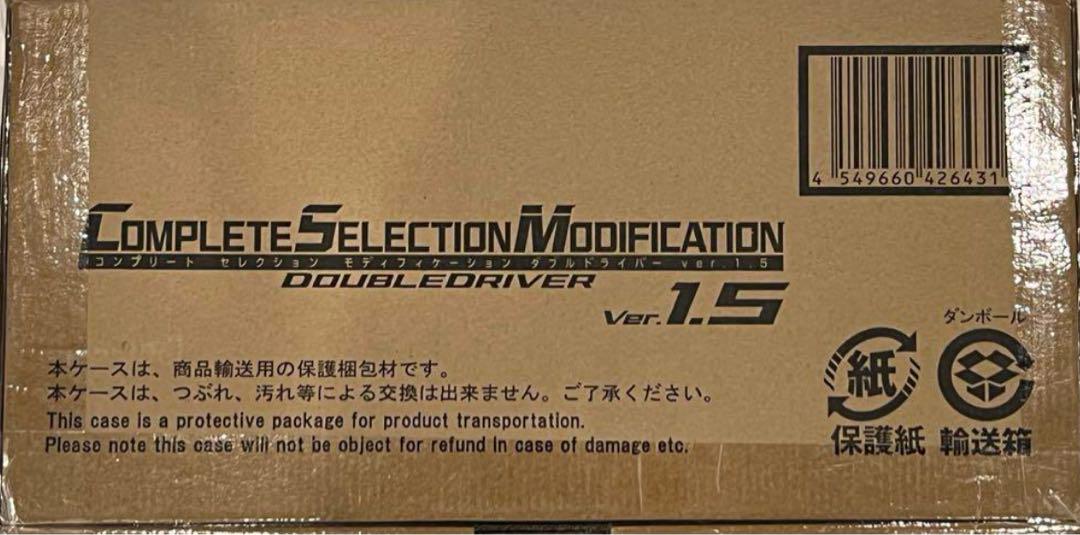 4 549660 426431
COMPLETE SELECTION MODIFICATION
コンプリート セレクション モディフィケーション ダブルドライバー ver.1.5
DOUBLEDRIVER
Ver. 1.5
ダンボール
紙
保護紙 輸送箱
本ケースは、商品輸送用の保護梱包材です。
本ケースは、つぶれ、汚れ等による交換は出来ません。ご了承ください。
This case is a protective package for product transportation.
Please note this case will not be object for refund in case of damage etc.